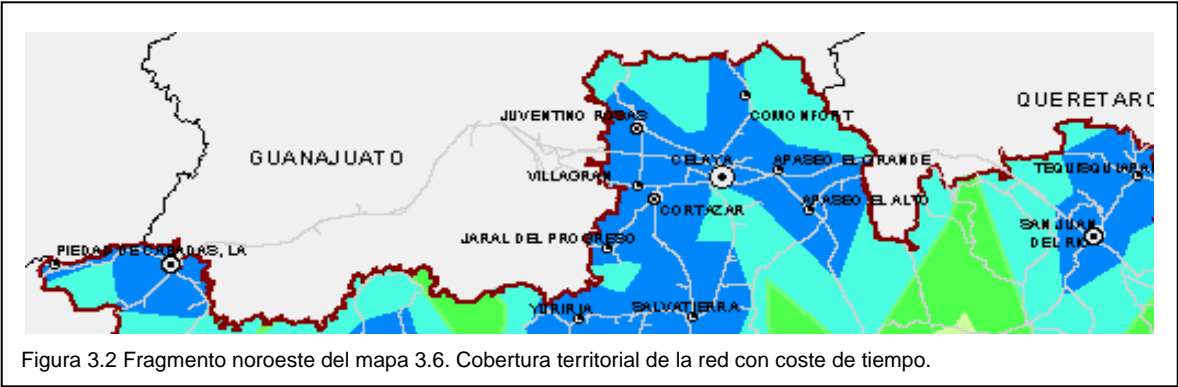 QUERETARO
JUVENTINO ROSAS
COMONFORT
GUANAJUATO
CELAYA
APASEO EL GRANDE
TEQUISQUIAPAN
VILLAGRAN
CORTAZAR
APASEO EL ALTO
SAN JUAN
DEL RIO
JARAL DEL PROGRESO
PIEDAD DE CABADAS, LA
YURIRIA
SALVATIERRA
Figura 3.2 Fragmento noroeste del mapa 3.6. Cobertura territorial de la red con coste de tiempo.